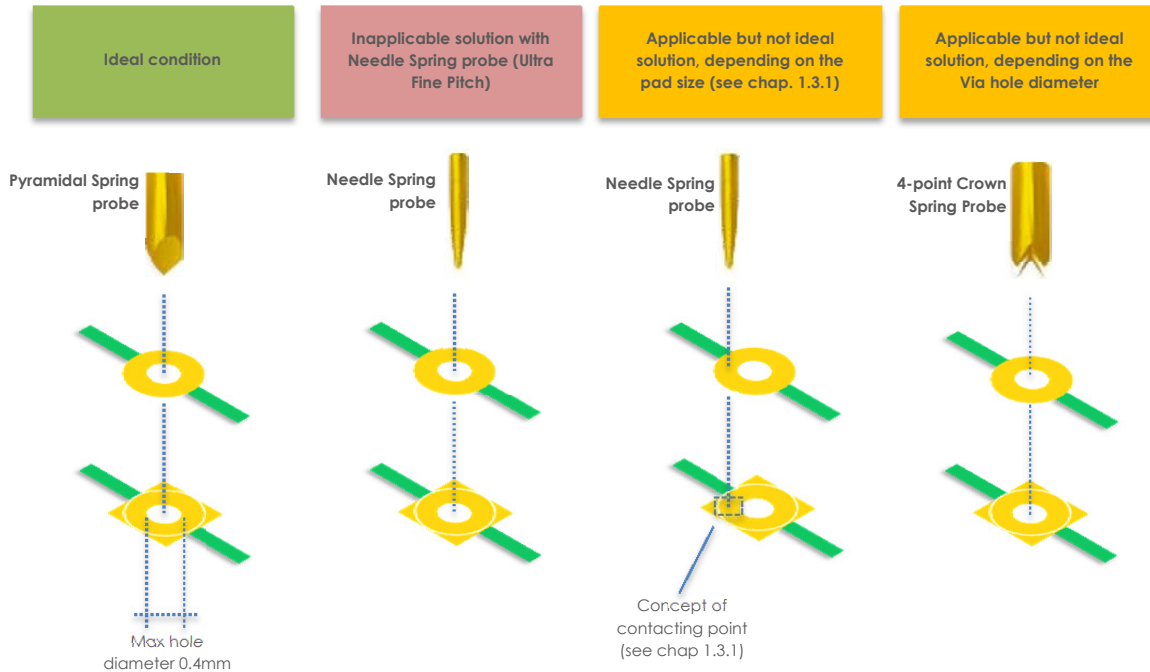 Ideal condition
Inapplicable solution with
Needle Spring probe (Ultra
Fine Pitch)
Applicable but not ideal
solution, depending on the
pad size (see chap. 1.3.1)
Applicable but not ideal
solution, depending on the
Via hole diameter
Pyramidal Spring
probe
Needle Spring
probe
Needle Spring
probe
4-point Crown
Spring Probe
Max hole
diameter 0.4mm
Concept of
contacting point
(see chap 1.3.1)